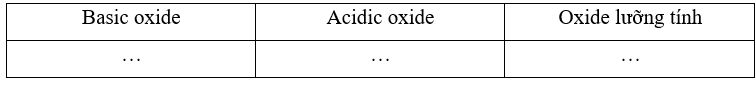 Basic oxide Acidic oxide Oxide lưỡng tính
… … …